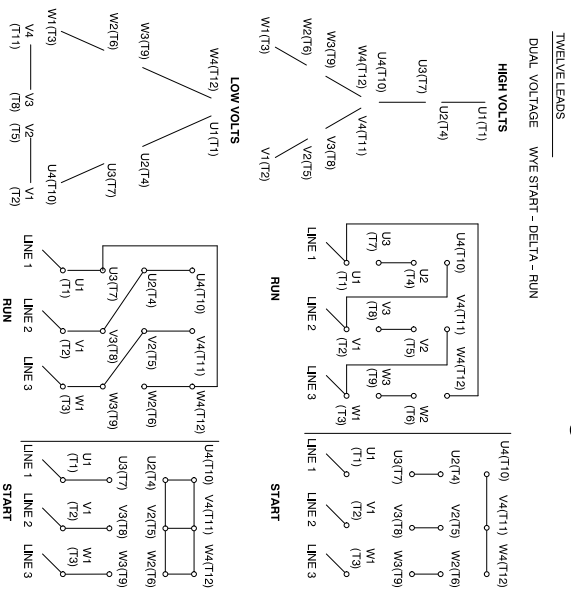 TWELVE LEADS
DUAL VOLTAGE WYE START – DELTA – RUN
HIGH VOLTS
U1(T1)
U2(T4)
U3(T7)
U4(T10)
W4(T12)
V4(T11)
W3(T9)
V3(T8)
W2(T6)
V2(T5)
W1(T3)
V1(T2)
U4(T10) V4(T11) W4(T12)
U3 (T7) U2 (T4) V3 (T8) V2 (T5) W3 (T9) W2 (T6)
U1 (T1) V1 (T2) W1 (T3)
LINE 1 LINE 2 LINE 3
RUN
U4(T10) V4(T11) W4(T12)
U2(T4) V2(T5) W2(T6)
U3(T7) V3(T8) W3(T9)
U1 (T1) V1 (T2) W1 (T3)
LINE 1 LINE 2 LINE 3
START
LOW VOLTS
W4(T12) U1(T1)
W3(T9) U2(T4)
W2(T6) U3(T7)
W1(T3) U4(T10)
V4 (T11) V3 (T8) V2 (T5) V1 (T2)
U4(T10) V4(T11) W4(T12)
U2(T4) V2(T5) W2(T6)
U3(T7) V3(T8) W3(T9)
U1 (T1) V1 (T2) W1 (T3)
LINE 1 LINE 2 LINE 3
RUN
U4(T10) V4(T11) W4(T12)
U2(T4) V2(T5) W2(T6)
U3(T7) V3(T8) W3(T9)
U1 (T1) V1 (T2) W1 (T3)
LINE 1 LINE 2 LINE 3
START